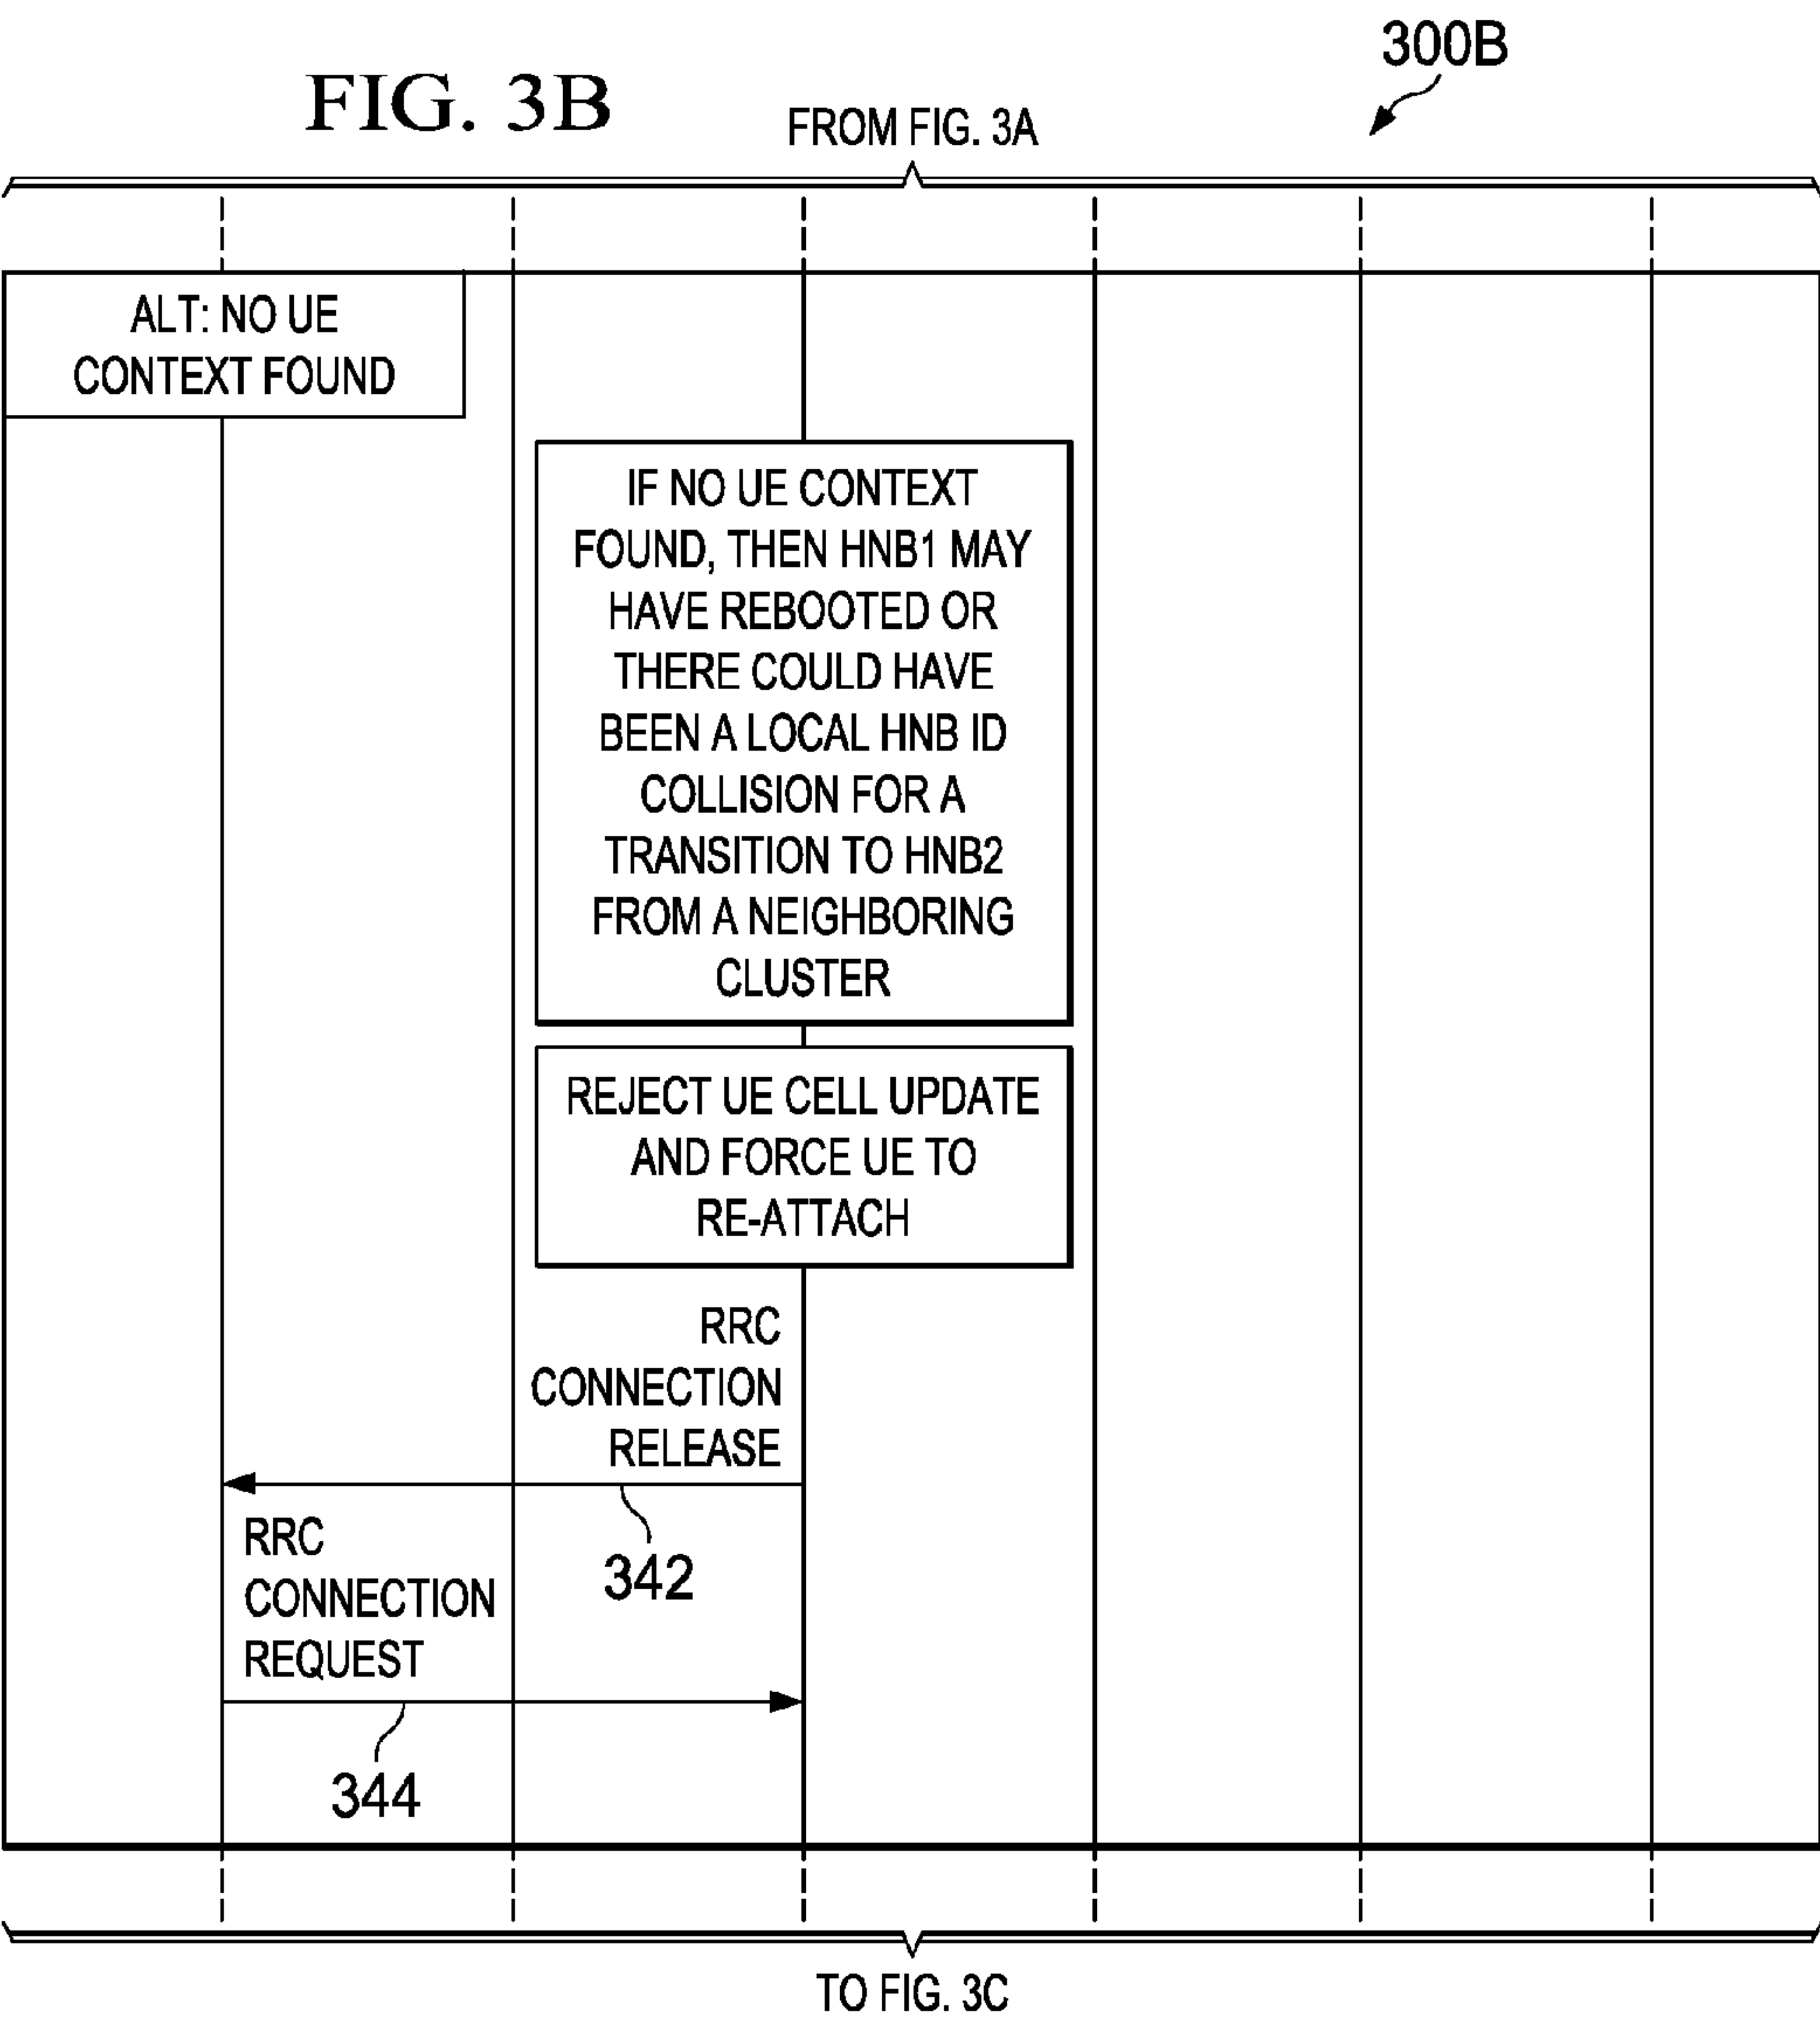 300B
FIG. 3B
FROM FIG. 3A
ALT: NO UE
CONTEXT FOUND
IF NO UE CONTEXT
FOUND, THEN HNB1 MAY
HAVE REBOOTED OR
THERE COULD HAVE
BEEN A LOCAL HNB ID
COLLISION FOR A
TRANSITION TO HNB2
FROM A NEIGHBORING
CLUSTER
REJECT UE CELL UPDATE
AND FORCE UE TO
RE-ATTACH
RRC
CONNECTION
RELEASE
342
RRC
CONNECTION
REQUEST
344
TO FIG. 3C